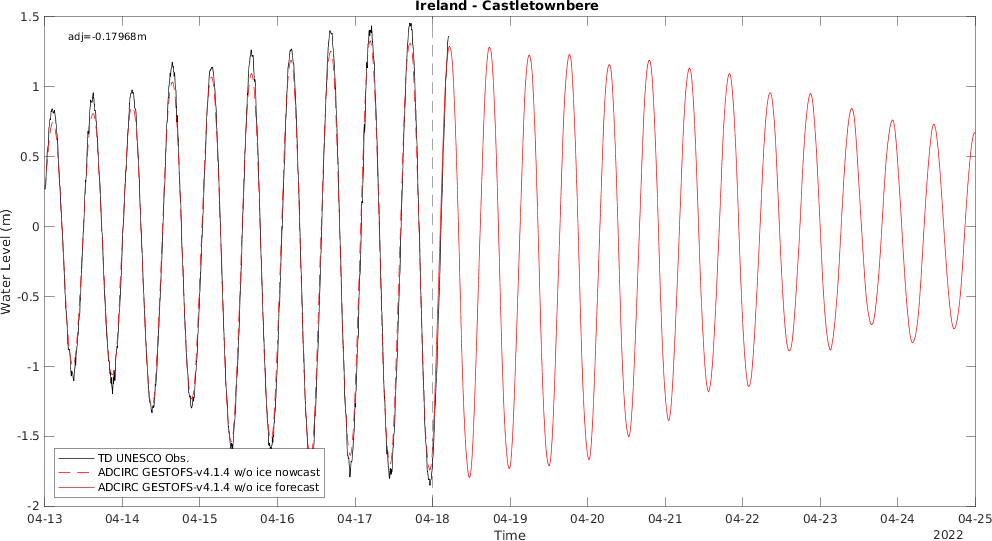 Ireland - Castletownbere
adj=-0.17968m
1.5
1
0.5
0
-0.5
-1
-1.5
-2
Water Level (m)
TD UNESCO Obs.
ADCIRC GESTOFS-v4.1.4 w/o ice nowcast
ADCIRC GESTOFS-v4.1.4 w/o ice forecast
04-13 04-14 04-15 04-16 04-17 04-18 04-19 04-20 04-21 04-22 04-23 04-24 04-25
Time
2022